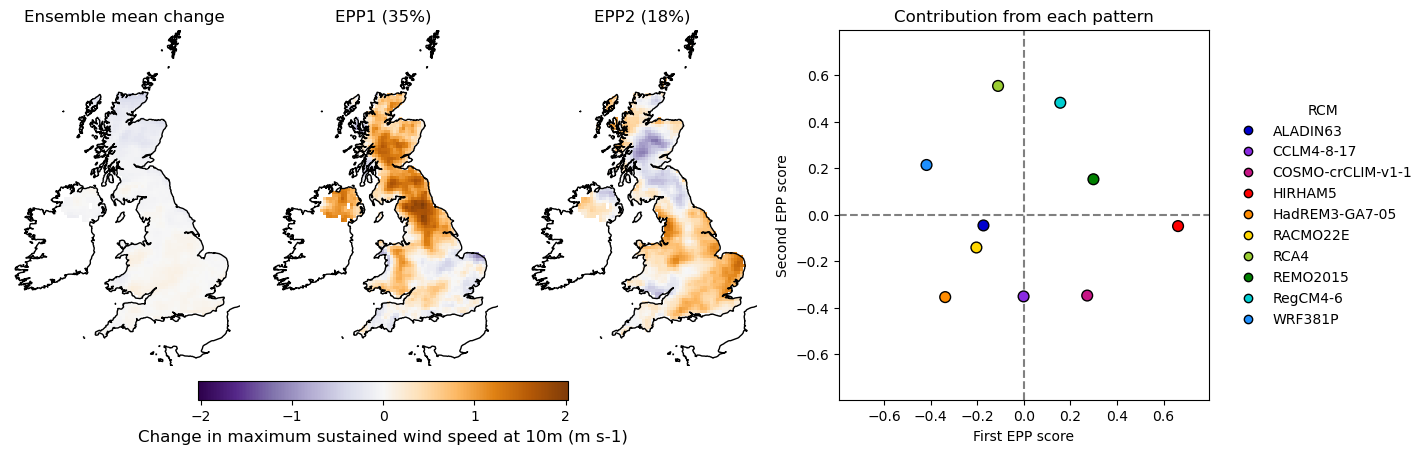 Ensemble mean change
EPP1 (35%)
EPP2 (18%)
−2
−1
0
1
2
Change in maximum sustained wind speed at 10m (m s-1)
Contribution from each pattern
Second EPP score
0.6
0.4
0.2
0.0
−0.2
−0.4
−0.6
−0.6
−0.4
−0.2
0.0
0.2
0.4
0.6
First EPP score
RCM
ALADIN63
CCLM4-8-17
COSMO-crCLIM-v1-1
HIRHAM5
HadREM3-GA7-05
RACMO22E
RCA4
REMO2015
RegCM4-6
WRF381P